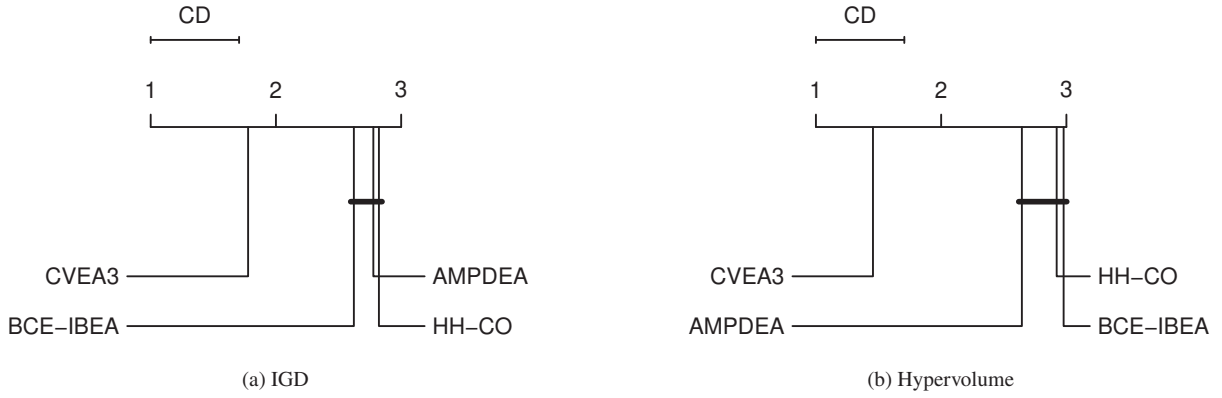 CD
1 2 3
CVEA3
AMPDEA
BCE−IBEA
HH−CO
(a) IGD
CD
1 2 3
CVEA3
HH−CO
AMPDEA
BCE−IBEA
(b) Hypervolume